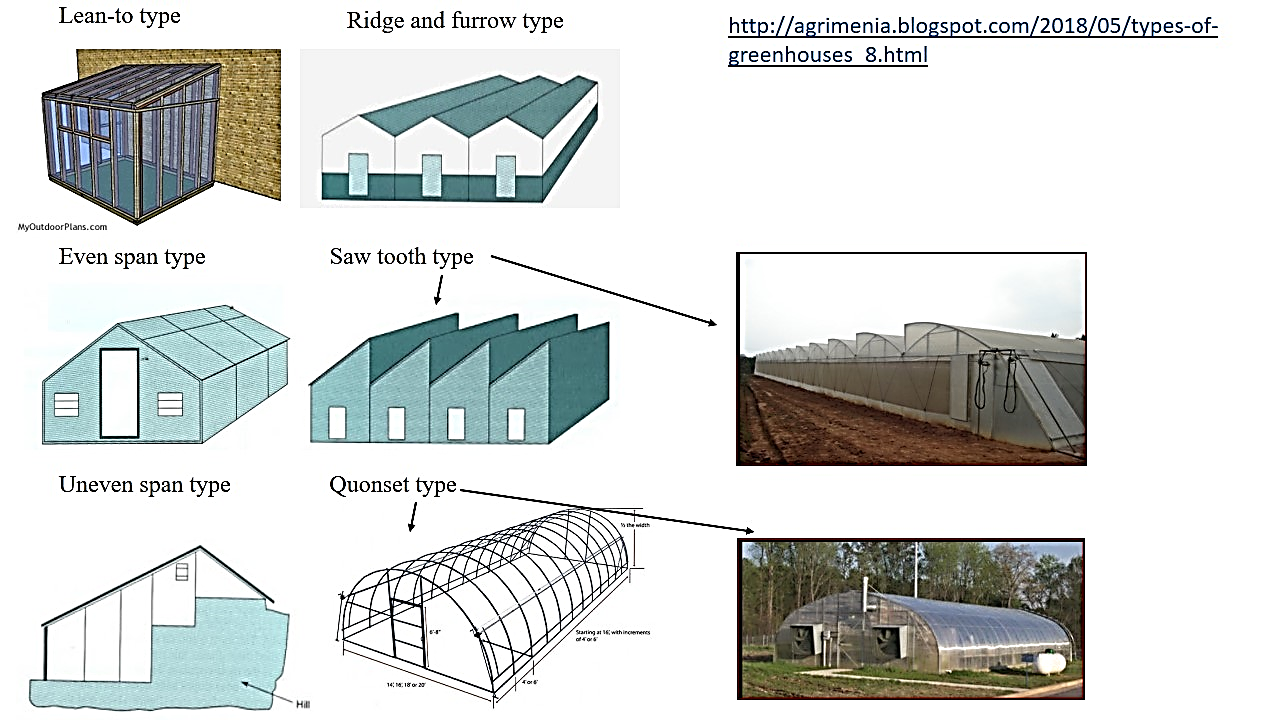 Lean-to type
Ridge and furrow type
http://agrimenia.blogspot.com/2018/05/types-of-
greenhouses_8.html
MyOutdoorPlans.com
Even span type
Saw tooth type
Uneven span type
Quonset type
½ the width
6'-8"
Starting at 16', with increments
of 4' or 6'
4' or 6'
14', 16', 18' or 20'
Hill